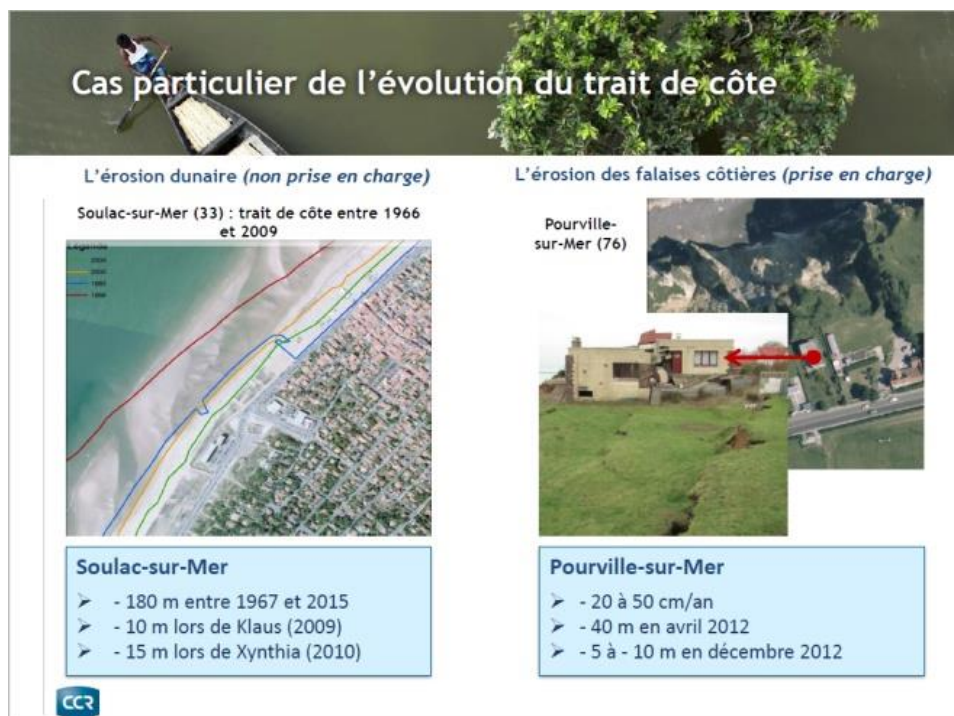 Cas particulier de l'évolution du trait de côte
L'érosion dunaire (non prise en charge)
Soulac-sur-Mer (33) : trait de côte entre 1966
et 2009
L'érosion des falaises côtières (prise en charge)
Pourville-
sur-Mer (76)
Soulac-sur-Mer
➤ - 180 m entre 1967 et 2015
➤ - 10 m lors de Klaus (2009)
➤ - 15 m lors de Xynthia (2010)
Pourville-sur-Mer
➤ - 20 à 50 cm/an
➤ - 40 m en avril 2012
➤ - 5 à - 10 m en décembre 2012
CCR